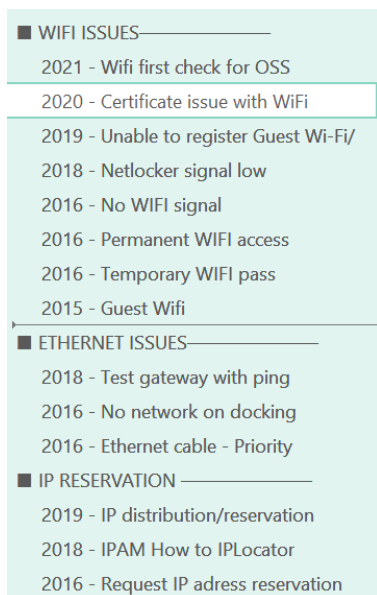 ■ WIFI ISSUES—————————
2021 - Wifi first check for OSS
2020 - Certificate issue with WiFi
2019 - Unable to register Guest Wi-Fi/
2018 - Netlocker signal low
2016 - No WIFI signal
2016 - Permanent WIFI access
2016 - Temporary WIFI pass
2015 - Guest Wifi
■ ETHERNET ISSUES—————————
2018 - Test gateway with ping
2016 - No network on docking
2016 - Ethernet cable - Priority
■ IP RESERVATION —————————
2019 - IP distribution/reservation
2018 - IPAM How to IPLocator
2016 - Request IP adress reservation